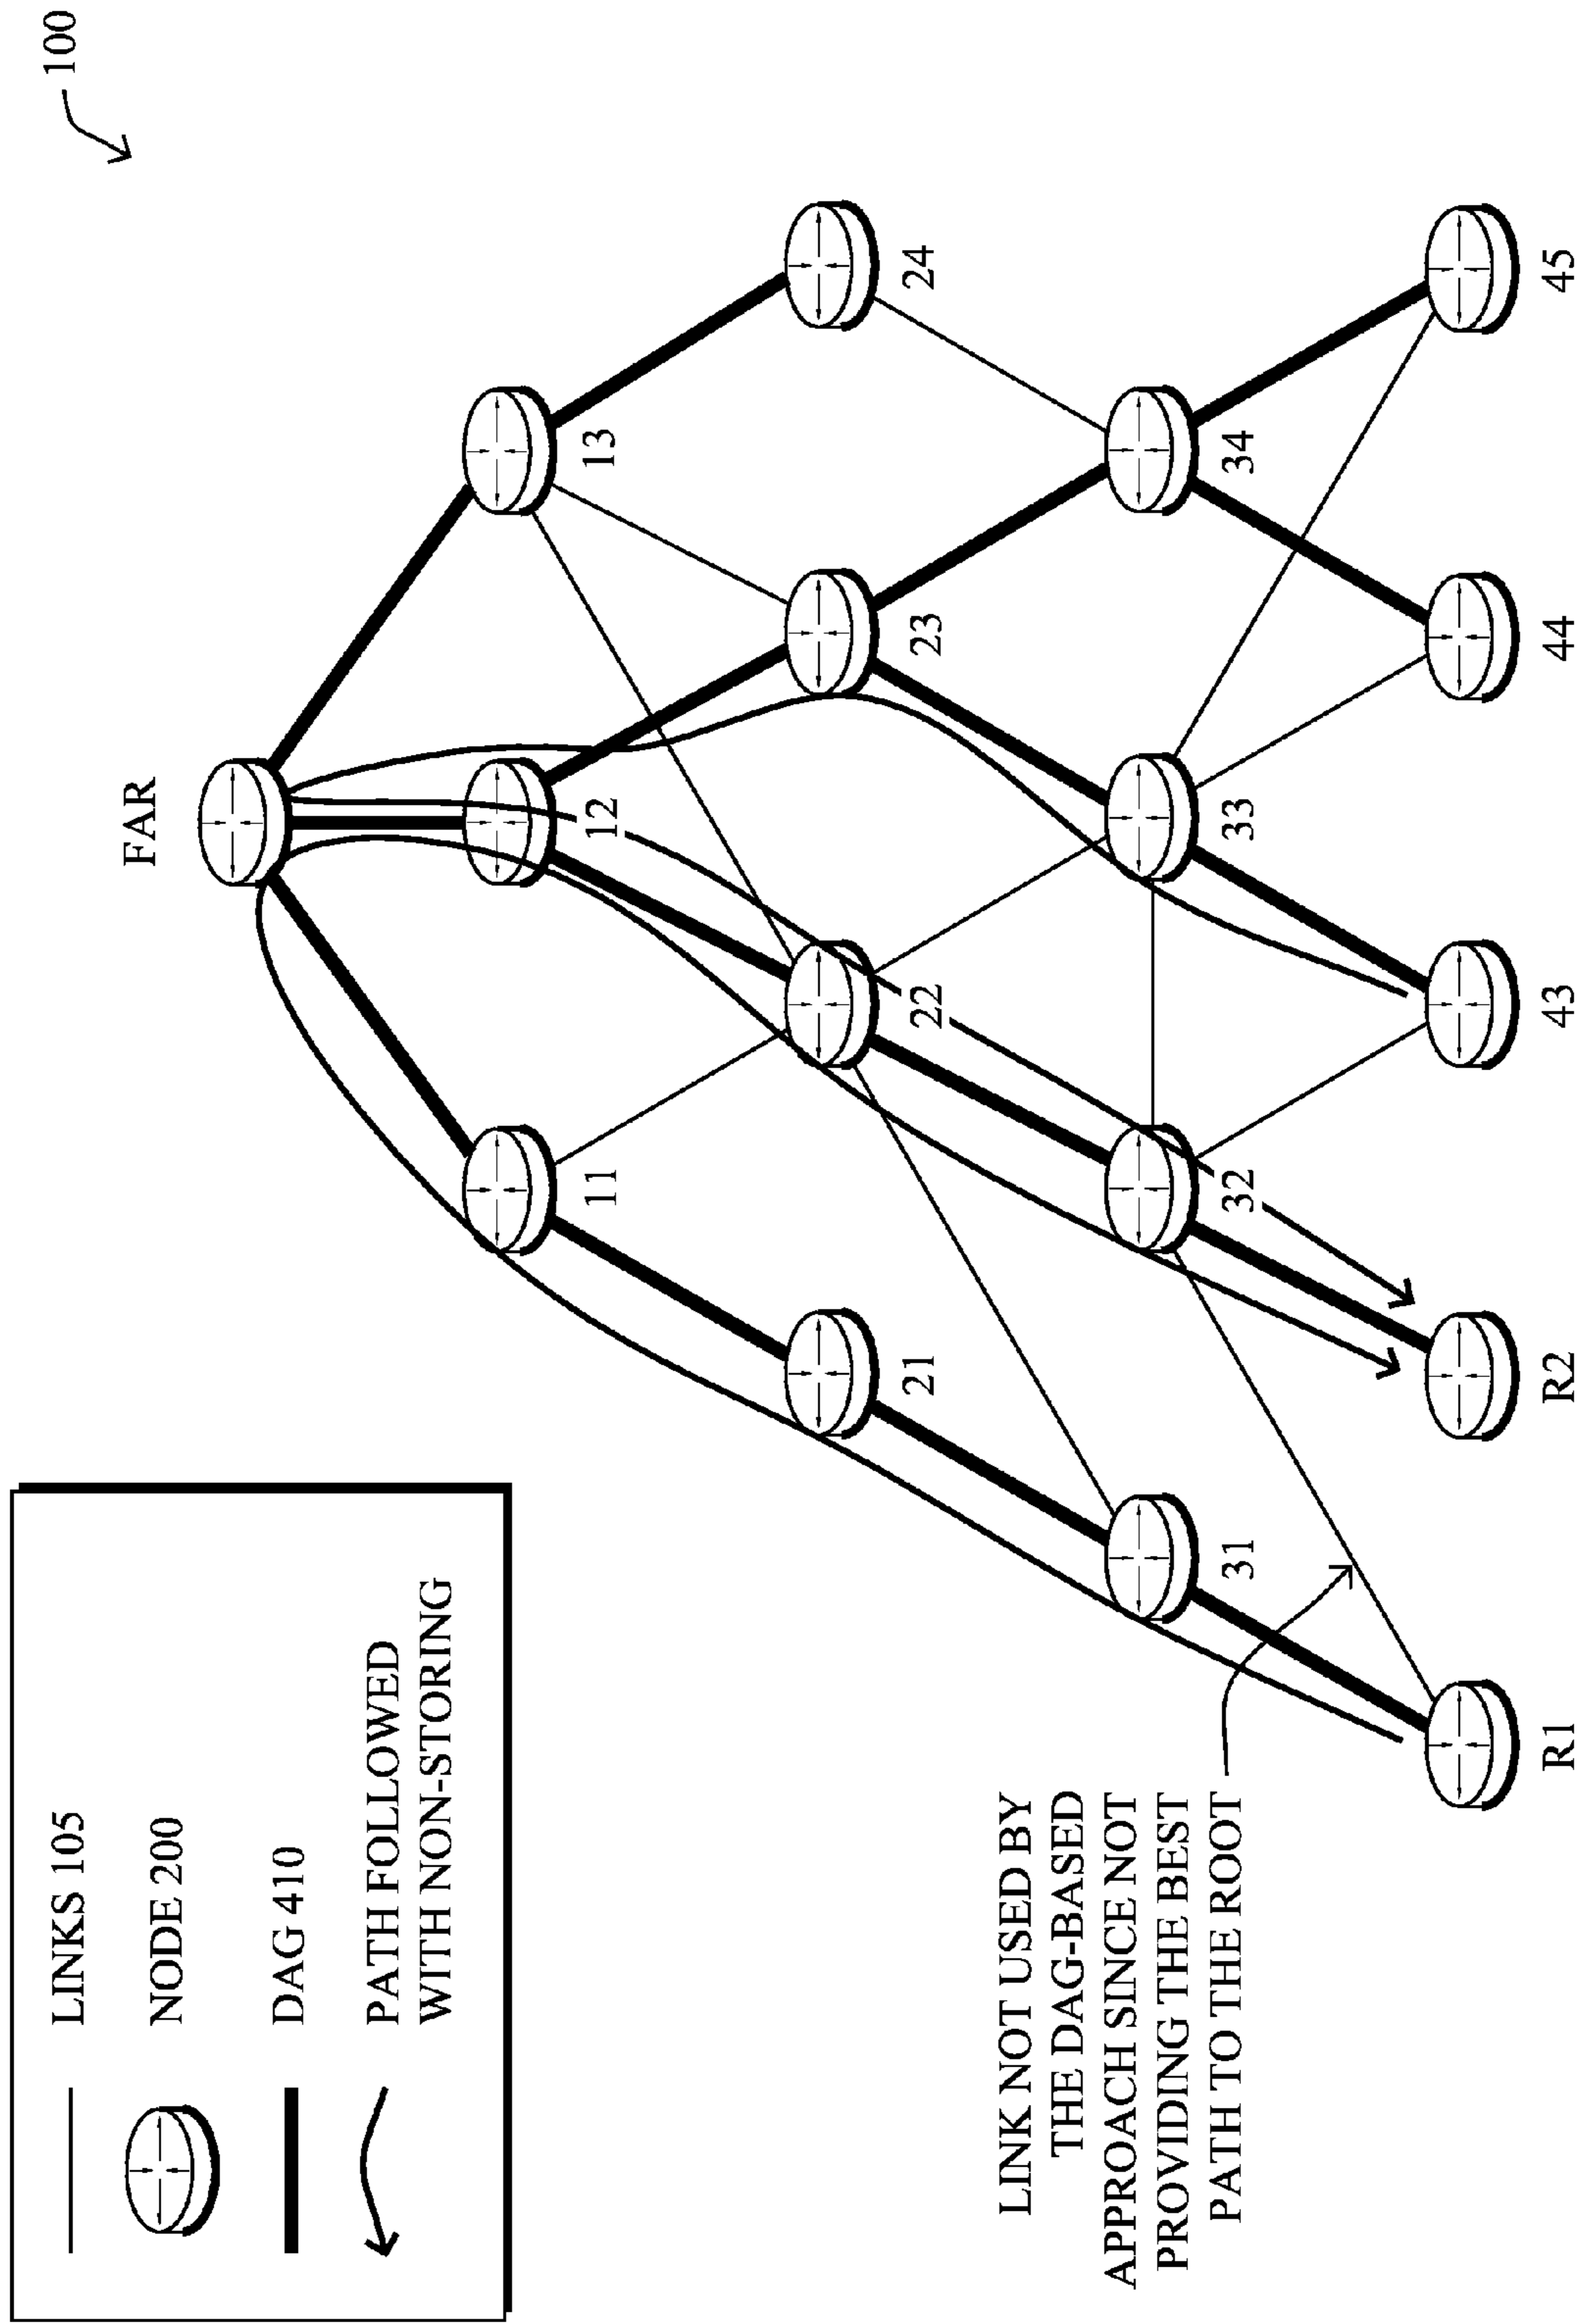 100
LINKS 105
NODE 200
DAG 410
PATH FOLLOWED
WITH NON-STORING
FAR
11
12
13
21
22
23
24
31
32
33
34
R1
R2
43
44
45
LINK NOT USED BY
THE DAG-BASED
APPROACH SINCE NOT
PROVIDING THE BEST
PATH TO THE ROOT